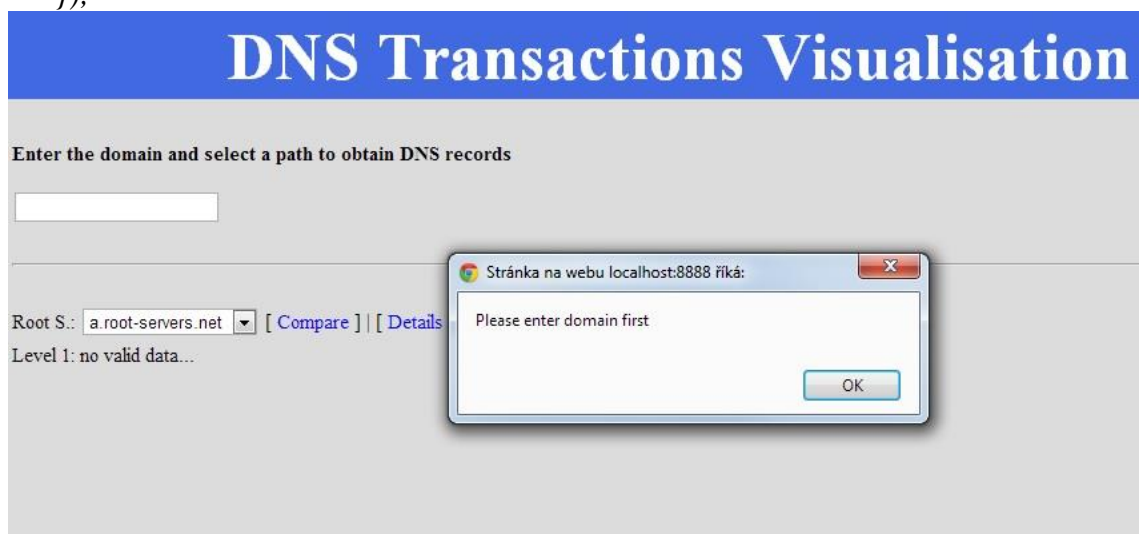 });
DNS Transactions Visualisation
Enter the domain and select a path to obtain DNS records
Stránka na webu localhost:8888 říká:
Please enter domain first
OK
Root S.: a.root-servers.net [ Compare ] | [ Details
Level 1: no valid data...